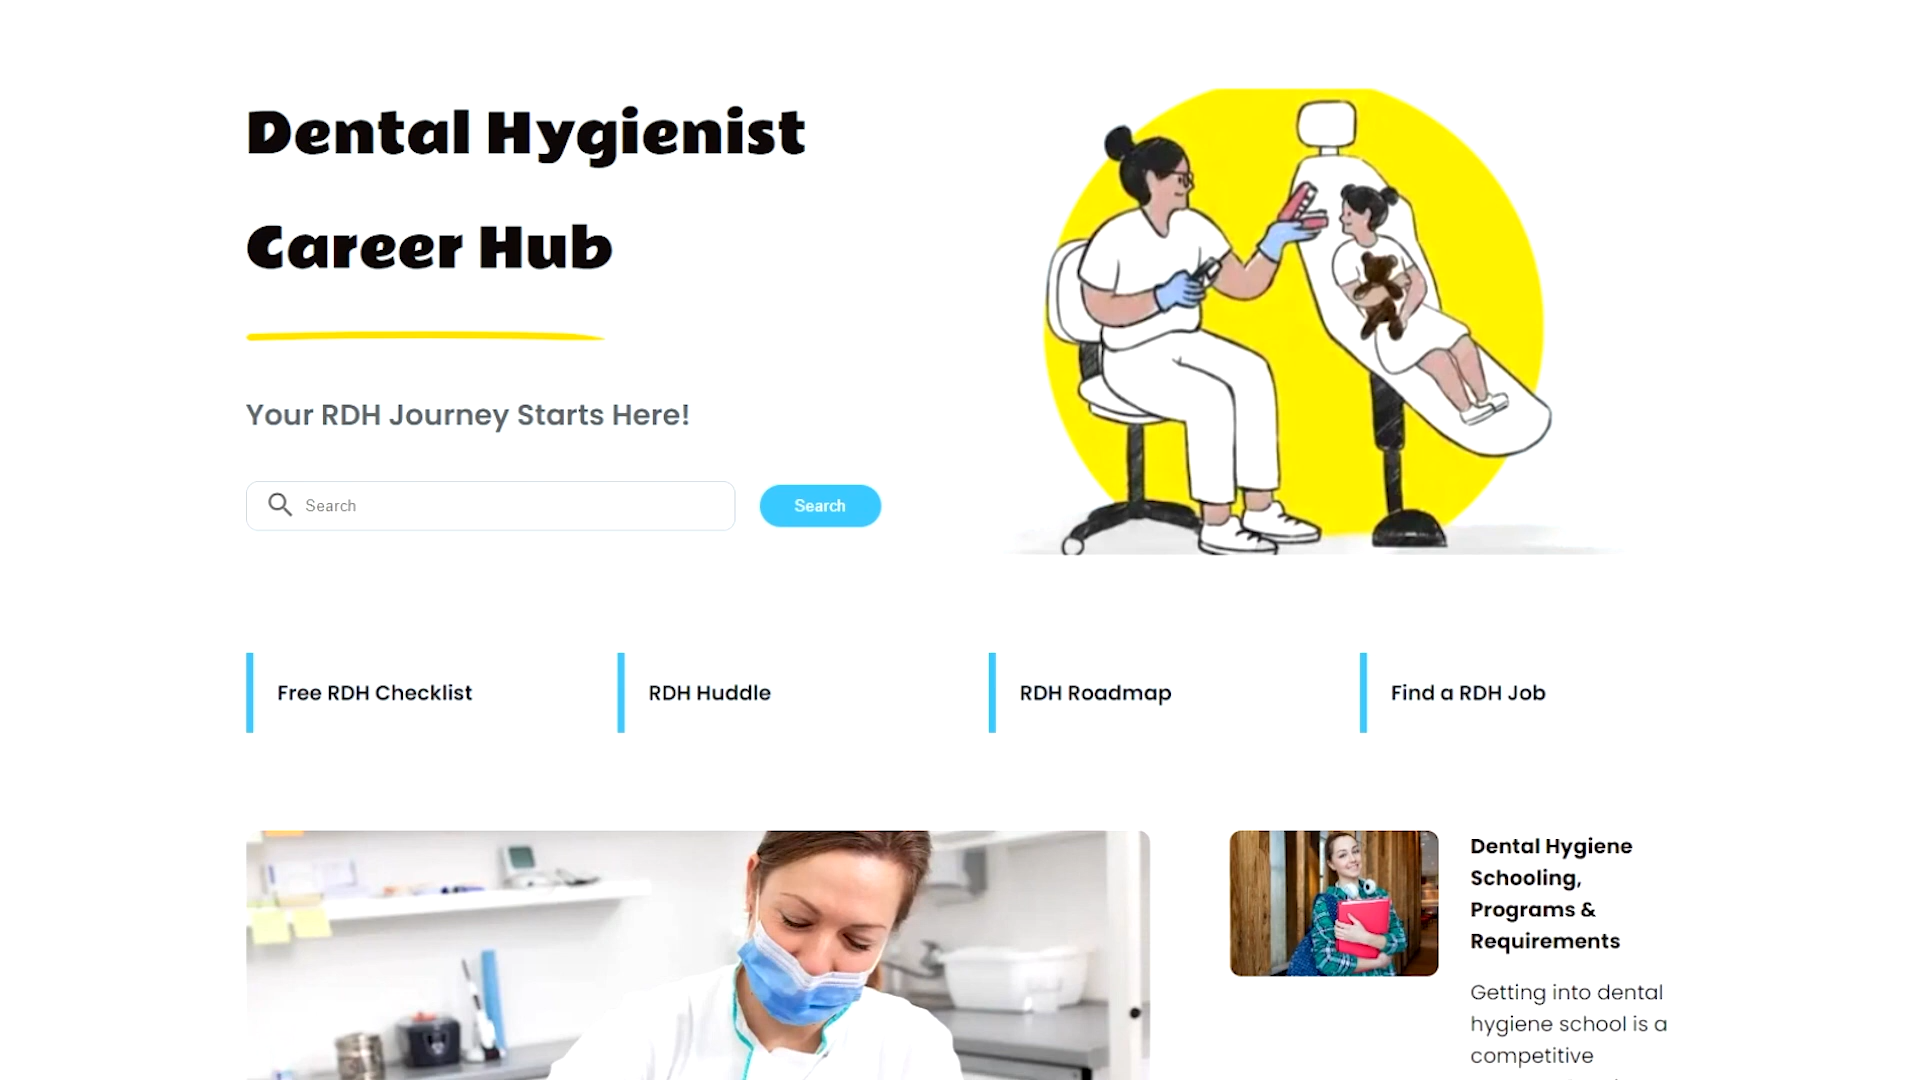 Dental Hygienist
Career Hub
Your RDH Journey Starts Here!
Search
Search
Free RDH Checklist
RDH Huddle
RDH Roadmap
Find a RDH Job
Dental Hygiene
Schooling,
Programs &
Requirements
Getting into dental
hygiene school is a
competitive